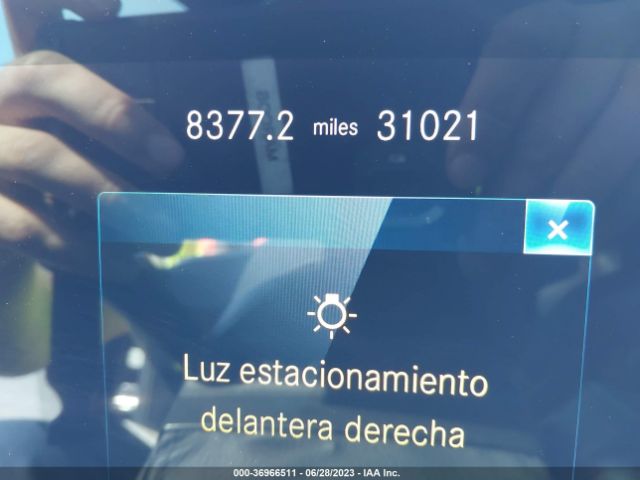 8377.2 miles 31021
×
Luz estacionamiento
delantera derecha
000-36966511 - 06/28/2023 - IAA Inc.